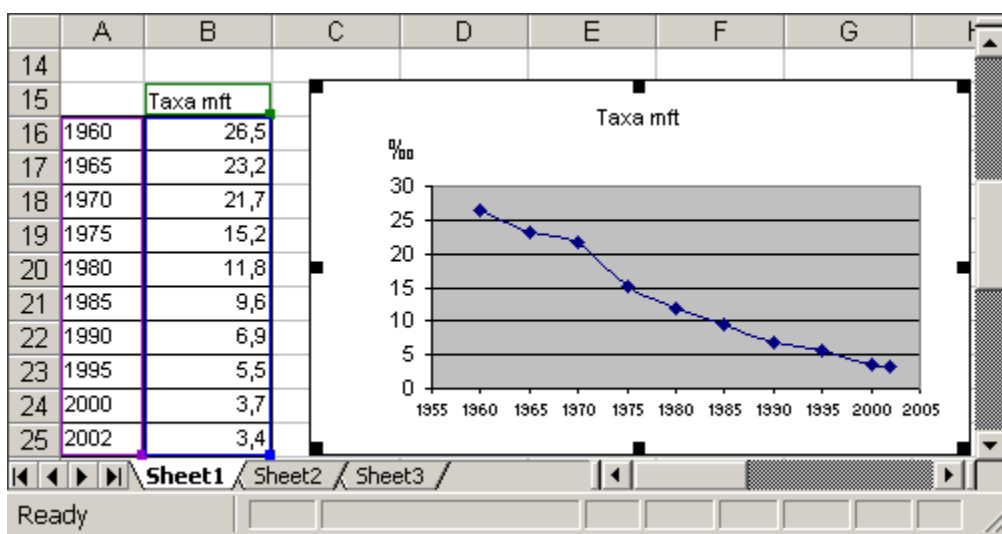 A B C D E F G H
14
15 Taxa mft
16 1960 26,5
17 1965 23,2
18 1970 21,7
19 1975 15,2
20 1980 11,8
21 1985 9,6
22 1990 6,9
23 1995 5,5
24 2000 3,7
25 2002 3,4
Taxa mft
‰
30
25
20
15
10
5
0
1955 1960 1965 1970 1975 1980 1985 1990 1995 2000 2005
Sheet1 Sheet2 Sheet3
Ready